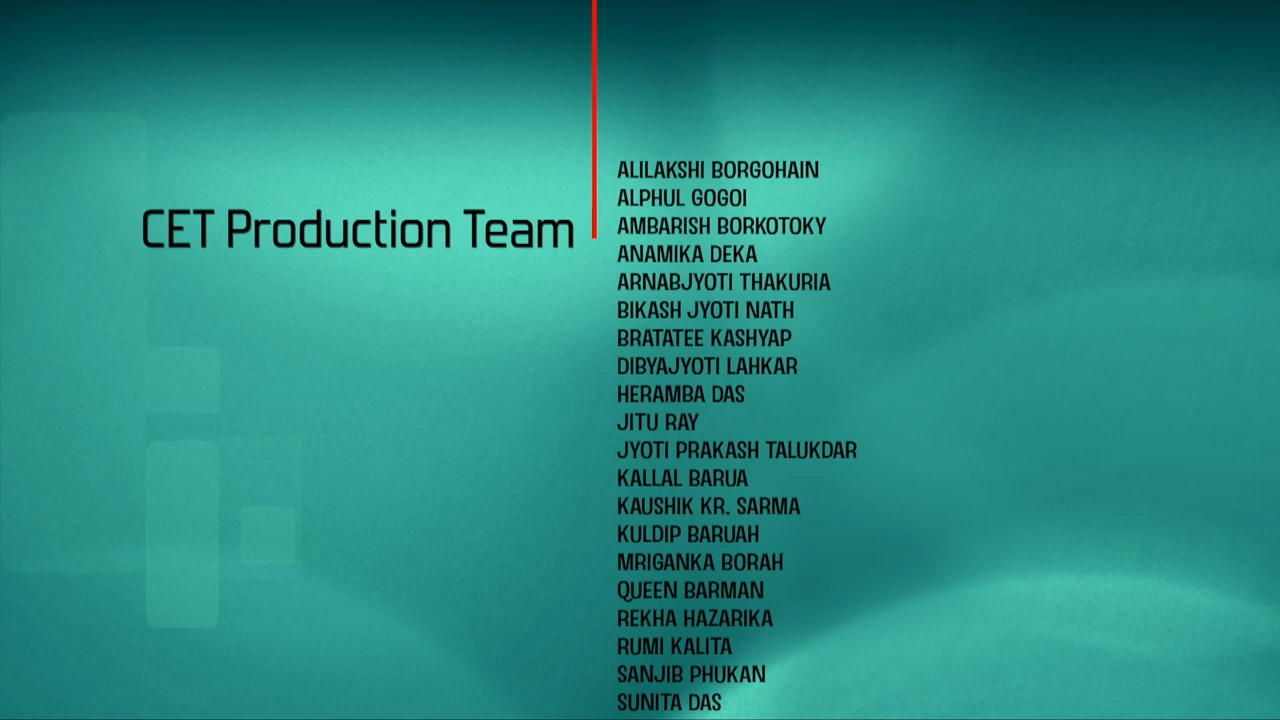 CET Production Team
ALILAKSHI BORGOHAIN
ALPHUL GOGOI
AMBARISH BORKOTOKY
ANAMIKA DEKA
ARNABJYOTI THAKURIA
BIKASH JYOTI NATH
BRATATEE KASHYAP
DIBYAJYOTI LAHKAR
HERAMBA DAS
JITU RAY
JYOTI PRAKASH TALUKDAR
KALLAL BARUA
KAUSHIK KR. SARMA
KULDIP BARUAH
MRIGANKA BORAH
QUEEN BARMAN
REKHA HAZARIKA
RUMI KALITA
SANJIB PHUKAN
SUNITA DAS